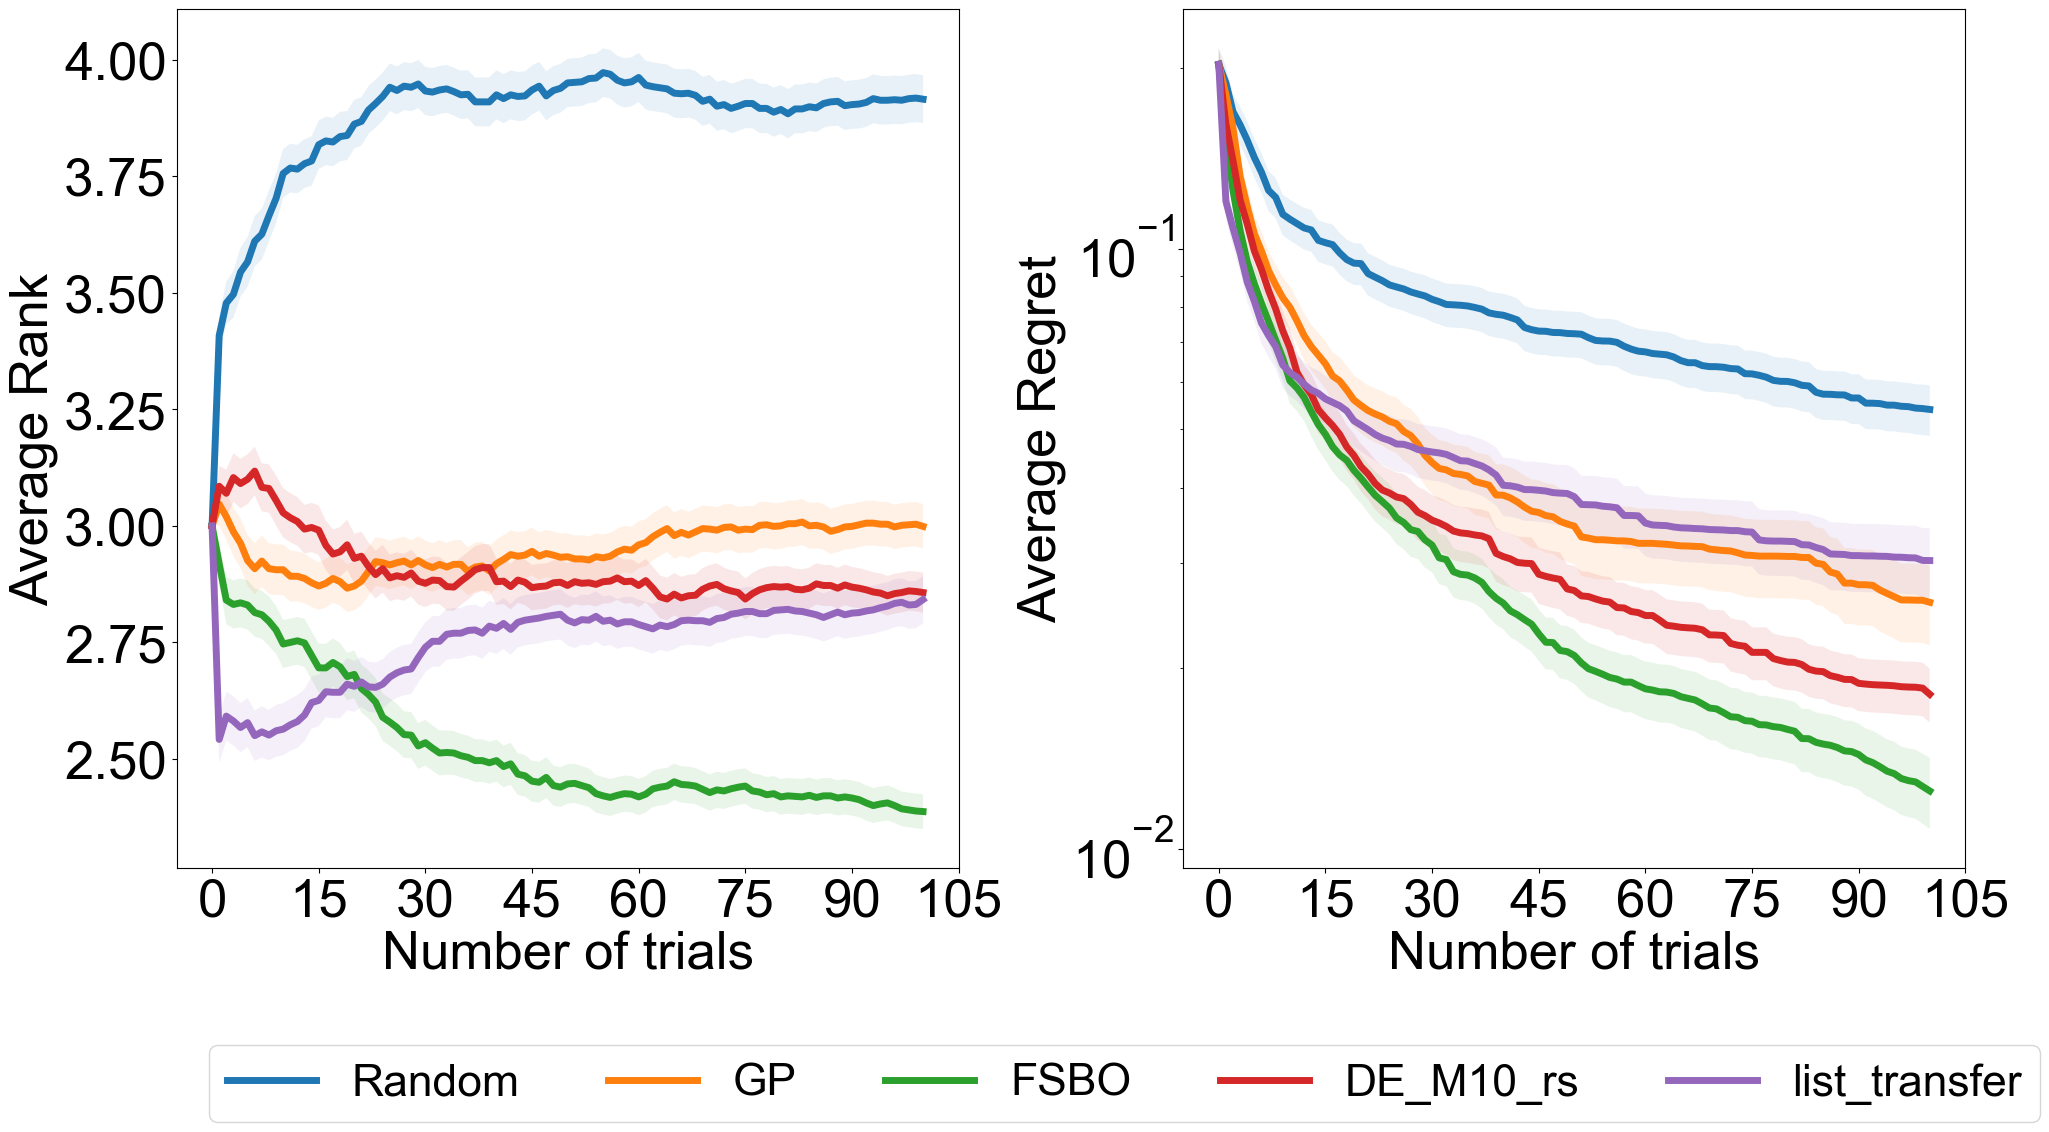 Average Rank
4.00
3.75
3.50
3.25
3.00
2.75
2.50
0 15 30 45 60 75 90 105
Number of trials
Average Regret
10−1
10−2
0 15 30 45 60 75 90 105
Number of trials
Random GP FSBO DE_M10_rs list_transfer